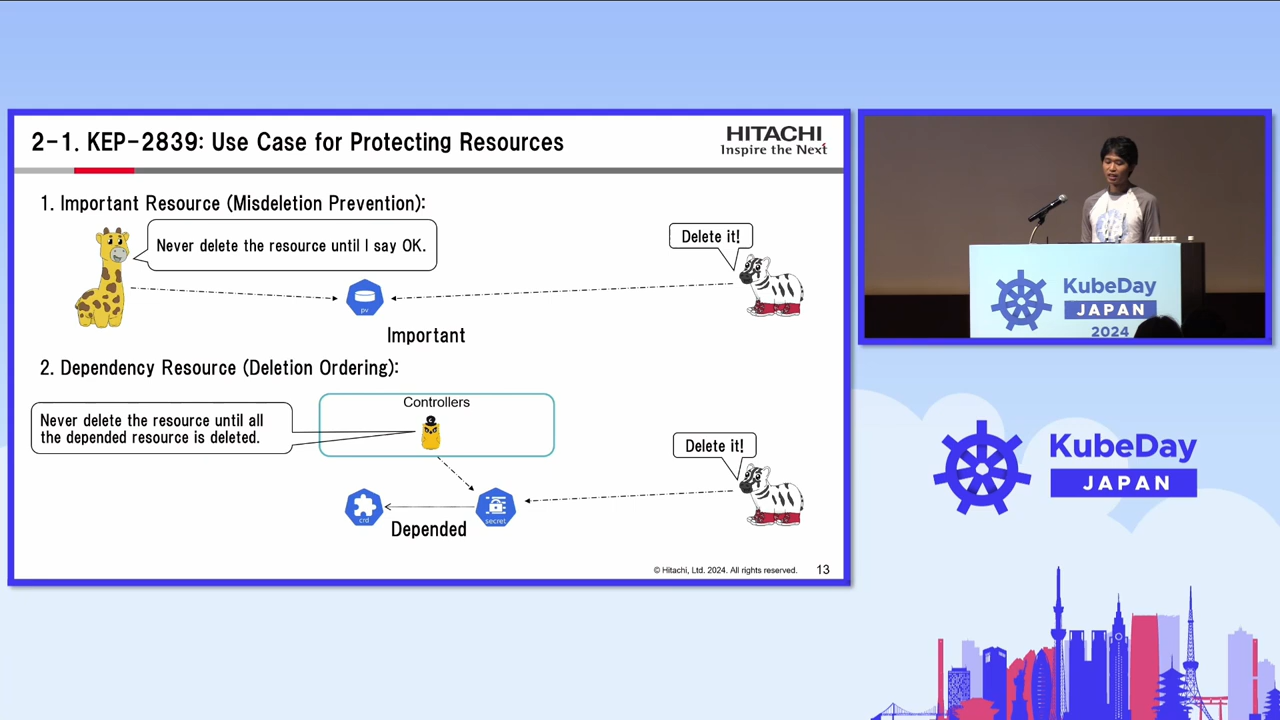 2-1. KEP-2839: Use Case for Protecting Resources
HITACHI
Inspire the Next
1. Important Resource (Misdeletion Prevention):
Never delete the resource until I say OK.
Delete it!
pv
Important
2. Dependency Resource (Deletion Ordering):
Controllers
Never delete the resource until all
the depended resource is deleted.
Delete it!
crd
secret
Depended
© Hitachi, Ltd. 2024. All rights reserved.
13
KubeDay
JAPAN
2024
KubeDay
JAPAN